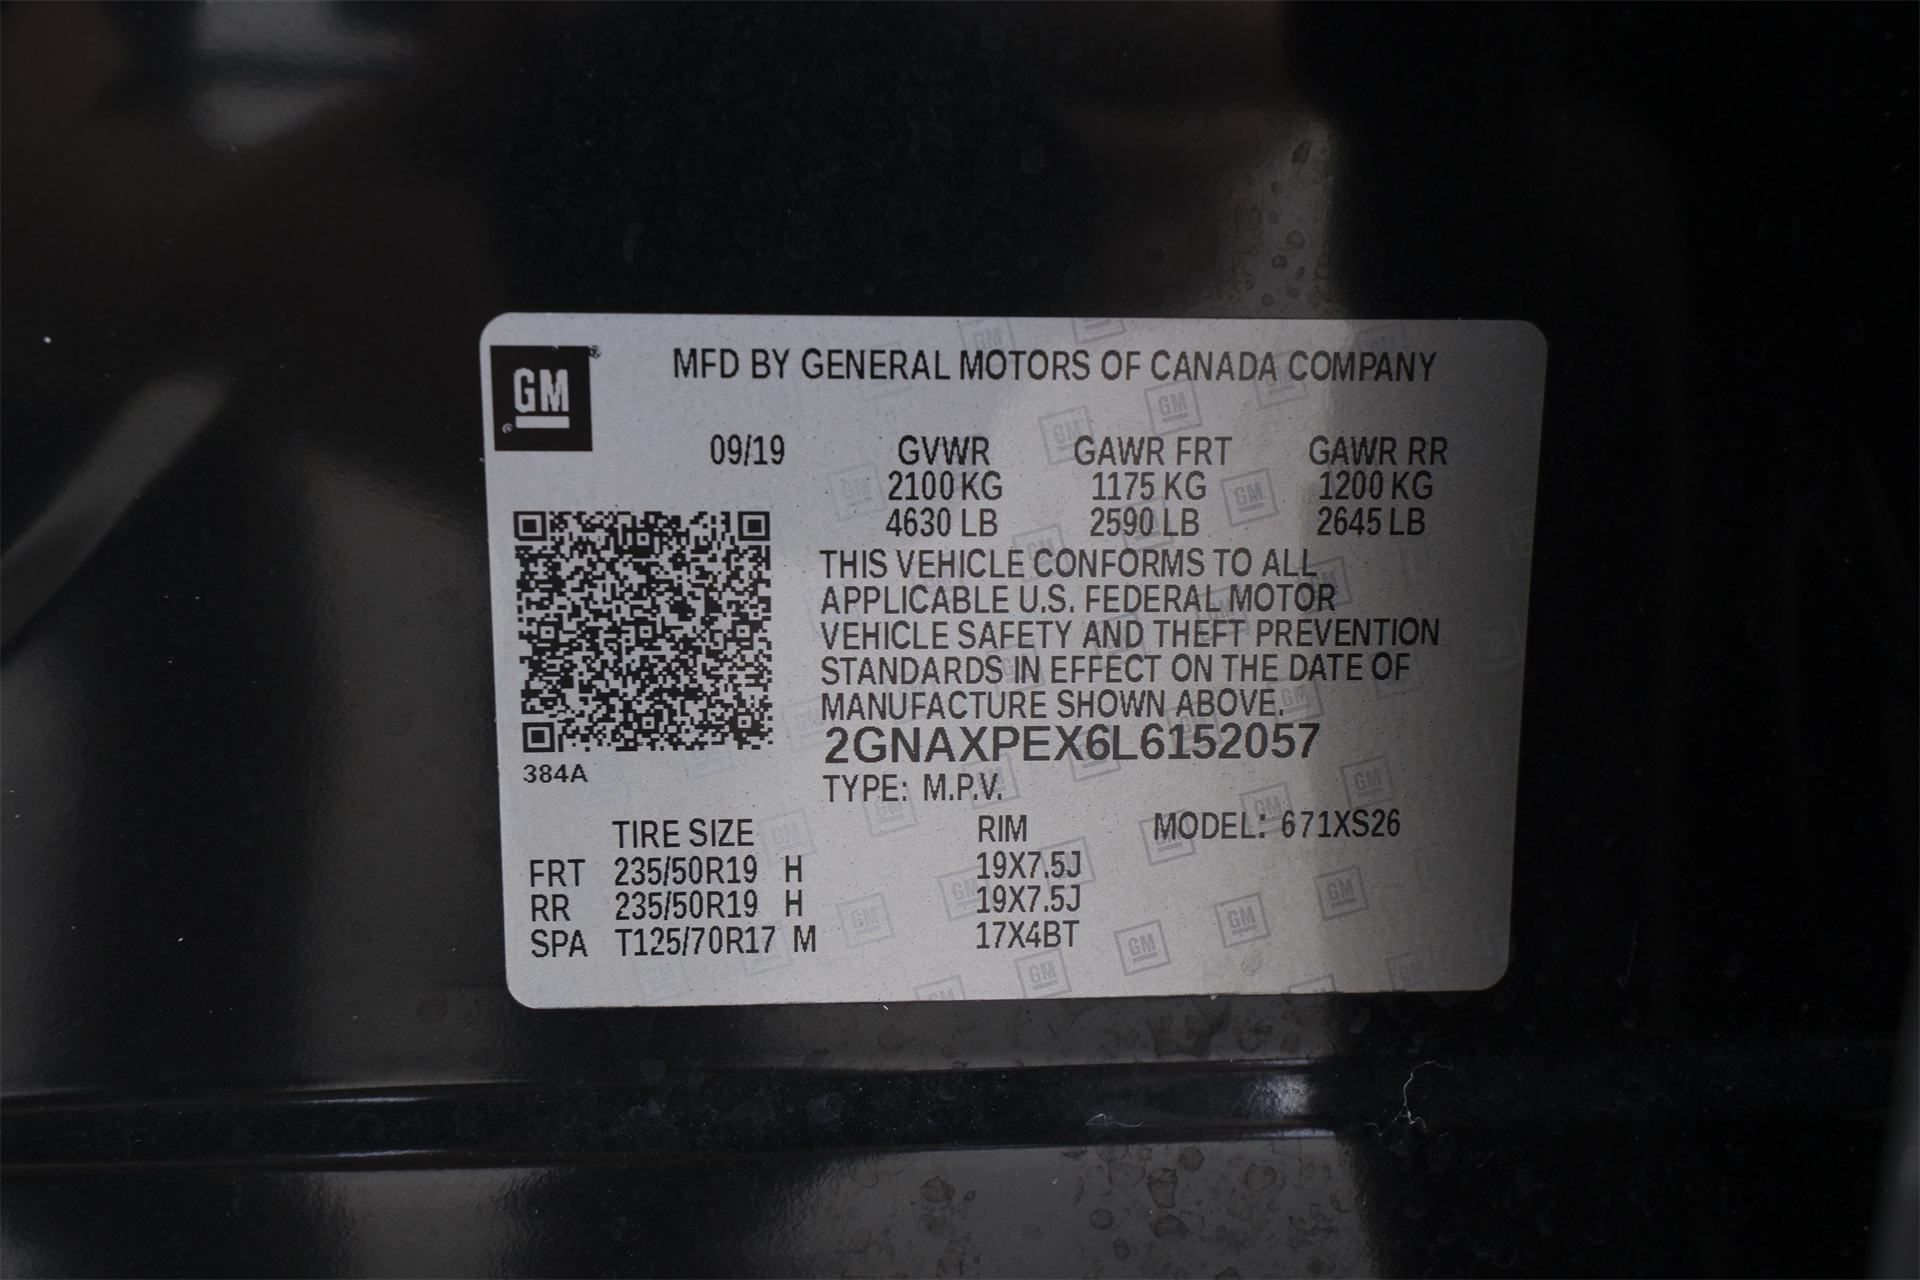 GM
MFD BY GENERAL MOTORS OF CANADA COMPANY
09/19 GVWR GAWR FRT GAWR RR
2100 KG 1175 KG 1200 KG
4630 LB 2590 LB 2645 LB
THIS VEHICLE CONFORMS TO ALL
APPLICABLE U.S. FEDERAL MOTOR
VEHICLE SAFETY AND THEFT PREVENTION
STANDARDS IN EFFECT ON THE DATE OF
MANUFACTURE SHOWN ABOVE.
2GNAXPEX6L6152057
384A
TYPE: M.P.V.
TIRE SIZE RIM MODEL: 671XS26
FRT 235/50R19 H 19X7.5J
RR 235/50R19 H 19X7.5J
SPA T125/70R17 M 17X4BT